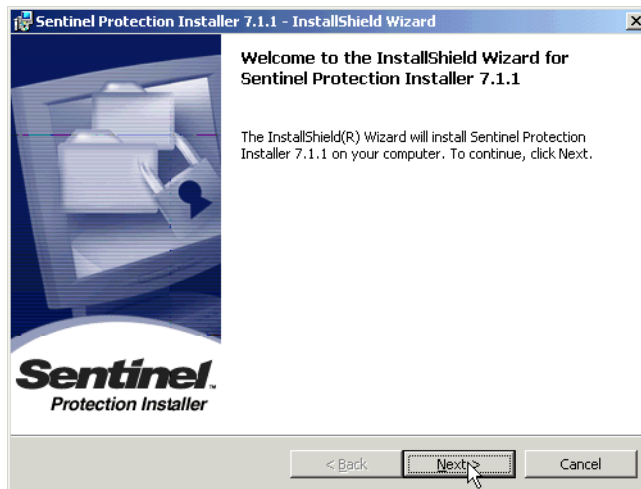 Sentinel Protection Installer 7.1.1 - InstallShield Wizard
Welcome to the InstallShield Wizard for
Sentinel Protection Installer 7.1.1
The InstallShield(R) Wizard will install Sentinel Protection
Installer 7.1.1 on your computer. To continue, click Next.
Sentinel.
Protection Installer
< Back
Next >
Cancel